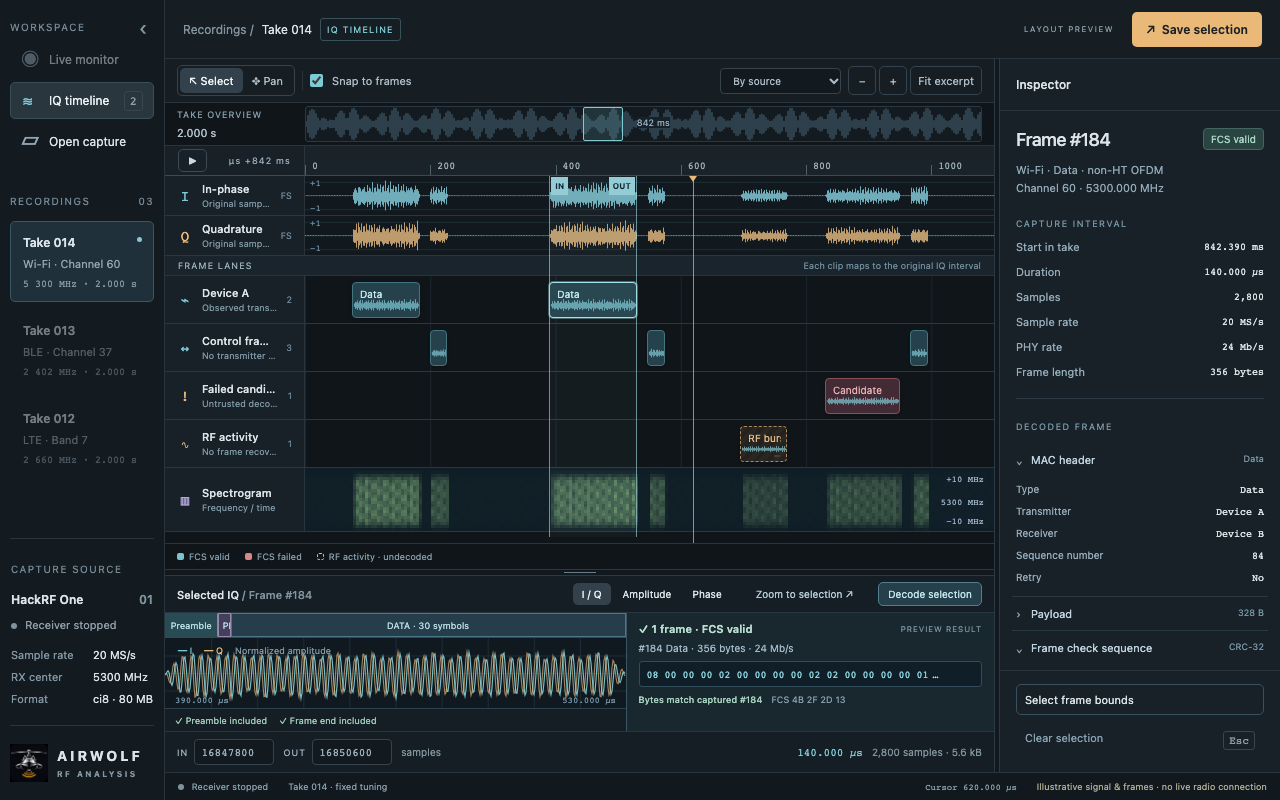 WORKSPACE
Live monitor
IQ timeline 2
Open capture
RECORDINGS 03
Take 014
Wi-Fi · Channel 60
5 300 MHz · 2.000 s
Take 013
BLE · Channel 37
2 402 MHz · 2.000 s
Take 012
LTE · Band 7
2 660 MHz · 2.000 s
CAPTURE SOURCE
HackRF One 01
Receiver stopped
Sample rate 20 MS/s
RX center 5300 MHz
Format ci8 · 80 MB
AIRWOLF
RF ANALYSIS
Recordings / Take 014 IQ TIMELINE
LAYOUT PREVIEW
↗ Save selection
Select Pan Snap to frames
By source − + Fit excerpt
TAKE OVERVIEW
2.000 s
842 ms
µs +842 ms
0 200 400 600 800 1000
In-phase
Original samp… FS
+1
−1
IN OUT
Quadrature
Original samp… FS
+1
−1
FRAME LANES
Each clip maps to the original IQ interval
Device A
Observed trans… 2
Data
Data
Control fra…
No transmitter … 3
Failed candi…
Untrusted deco… 1
Candidate
RF activity
No frame recov… 1
RF bur
Spectrogram
Frequency / time
+10 MHz
5300 MHz
−10 MHz
FCS valid FCS failed RF activity · undecoded
Selected IQ / Frame #184
I / Q Amplitude Phase
Zoom to selection ↗
Decode selection
Preamble DATA · 30 symbols
I Q Normalized amplitude
390.000 µs 530.000 µs
✓ Preamble included ✓ Frame end included
✓ 1 frame · FCS valid PREVIEW RESULT
#184 Data · 356 bytes · 24 Mb/s
08 00 00 00 02 00 00 00 00 02 02 00 00 00 00 01 …
Bytes match captured #184 FCS 4B 2F 2D 13
IN 16847800 OUT 16850600 samples
140.000 µs 2,800 samples · 5.6 kB
Receiver stopped Take 014 · fixed tuning
Cursor 620.000 µs Illustrative signal & frames · no live radio connection
Inspector
Frame #184 FCS valid
Wi-Fi · Data · non-HT OFDM
Channel 60 · 5300.000 MHz
CAPTURE INTERVAL
Start in take 842.390 ms
Duration 140.000 µs
Samples 2,800
Sample rate 20 MS/s
PHY rate 24 Mb/s
Frame length 356 bytes
DECODED FRAME
MAC header Data
Type Data
Transmitter Device A
Receiver Device B
Sequence number 84
Retry No
Payload 328 B
Frame check sequence CRC-32
Select frame bounds
Clear selection Esc